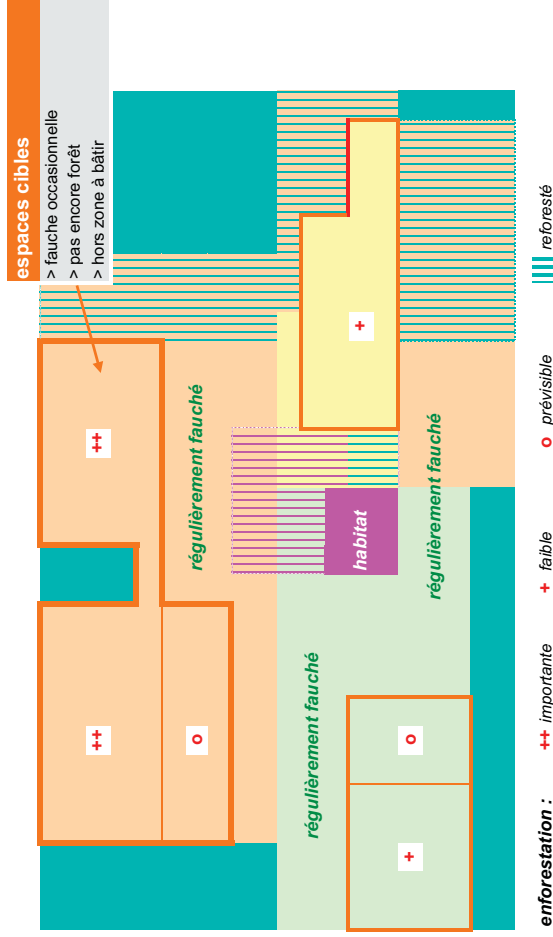 espaces cibles
> fauche occasionnelle
> pas encore forêt
> hors zone à bâtir
++
++
o
régulièrement fauché
+
régulièrement fauché
habitat
régulièrement fauché
o
+
enforestation : ++ importante + faible o prévisible reforesté